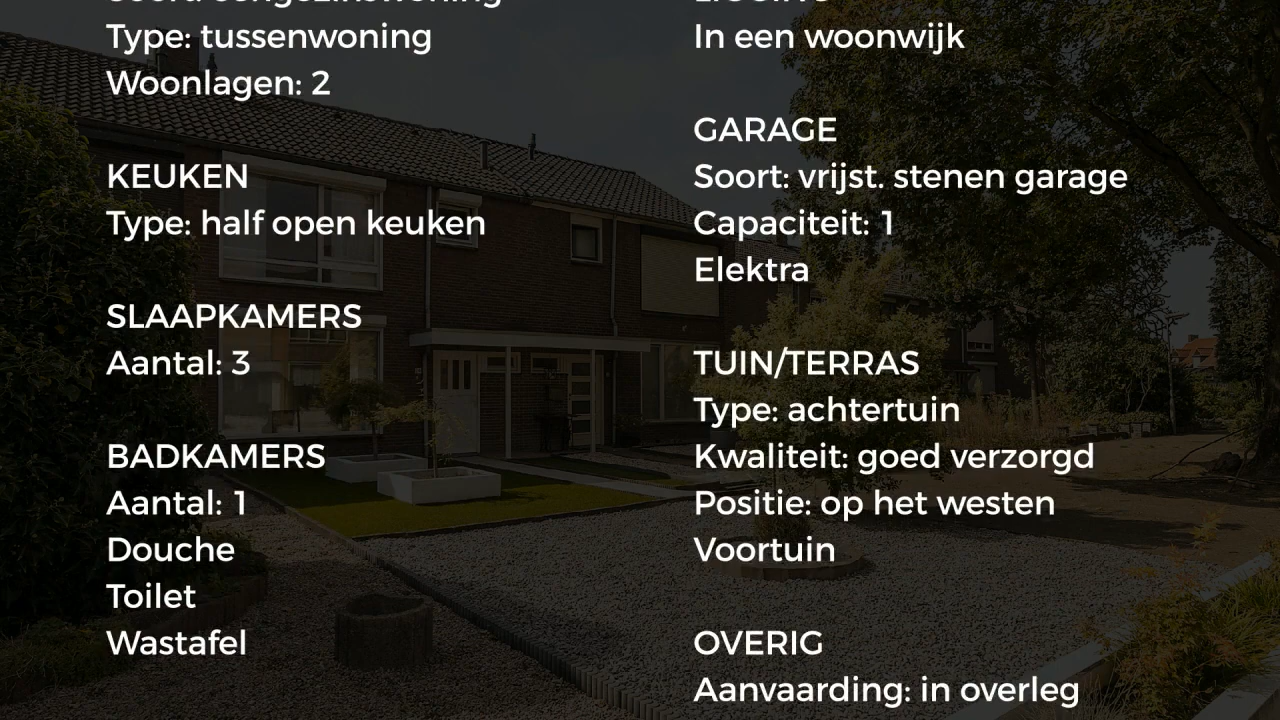 Type: tussenwoning
Woonlagen: 2
KEUKEN
Type: half open keuken
SLAAPKAMERS
Aantal: 3
BADKAMERS
Aantal: 1
Douche
Toilet
Wastafel
In een woonwijk
GARAGE
Soort: vrijst. stenen garage
Capaciteit: 1
Elektra
TUIN/TERRAS
Type: achtertuin
Kwaliteit: goed verzorgd
Positie: op het westen
Voortuin
OVERIG
Aanvaarding: in overleg